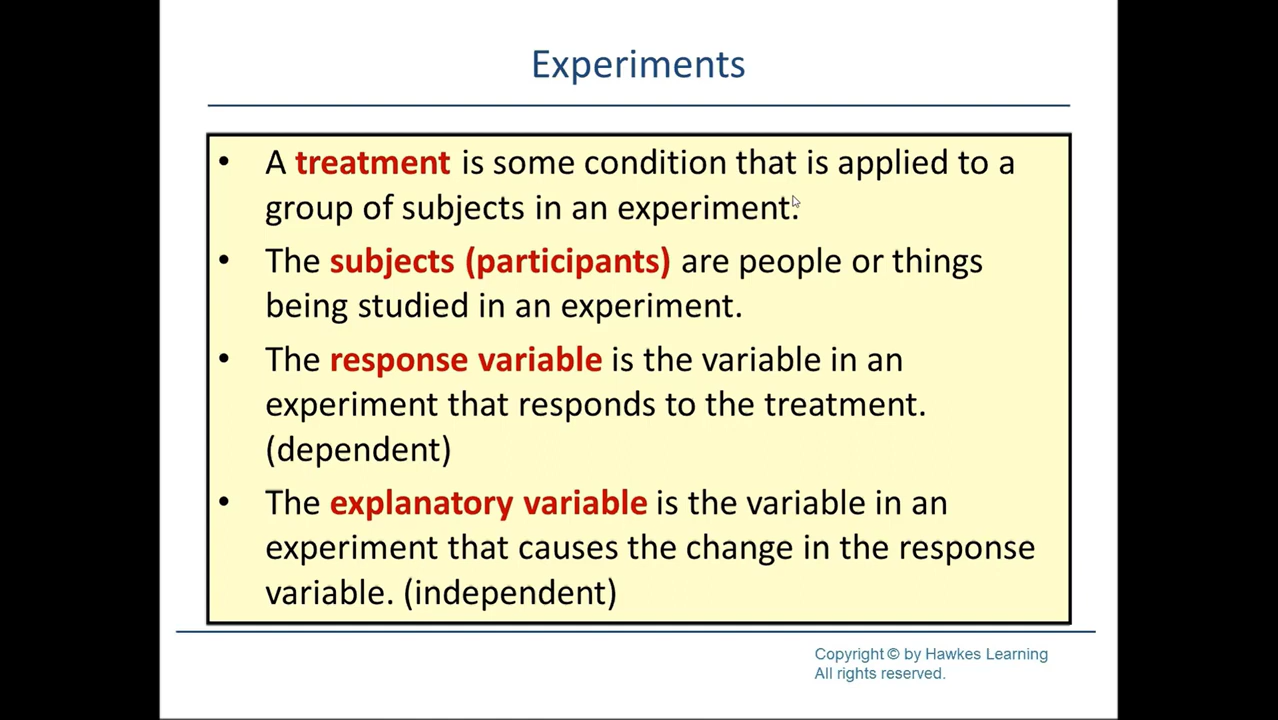 Experiments
• A treatment is some condition that is applied to a
group of subjects in an experiment.
• The subjects (participants) are people or things
being studied in an experiment.
• The response variable is the variable in an
experiment that responds to the treatment.
(dependent)
• The explanatory variable is the variable in an
experiment that causes the change in the response
variable. (independent)
Copyright © by Hawkes Learning
All rights reserved.